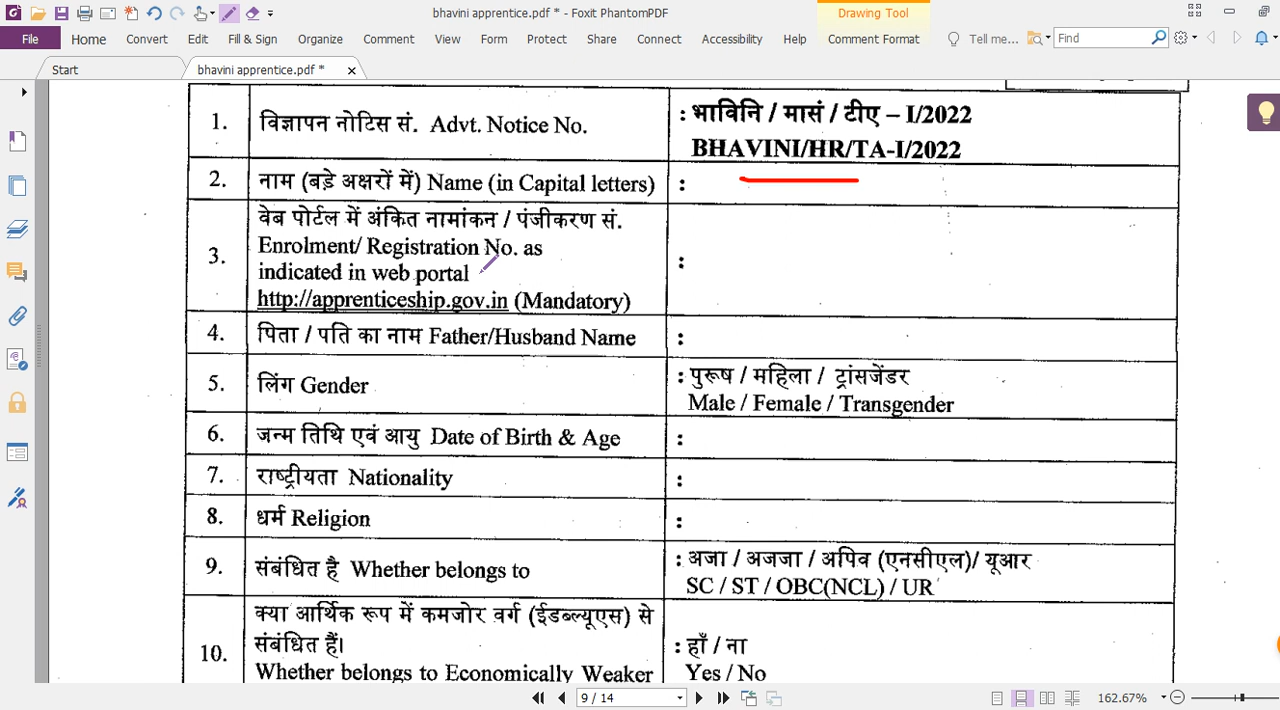 bhavini apprentice.pdf * - Foxit PhantomPDF
Drawing Tool
File Home Convert Edit Fill & Sign Organize Comment View Form Protect Share Connect Accessibility Help Comment Format Tell me... Find
Start bhavini apprentice.pdf *
1. विज्ञापन नोटिस सं. Advt. Notice No.
: भाविनि / मासं / टीए – I/2022
BHAVINI/HR/TA-I/2022
2. नाम (बड़े अक्षरों में) Name (in Capital letters) :
3. वेब पोर्टल में अंकित नामांकन / पंजीकरण सं.
Enrolment/ Registration No. as
indicated in web portal
http://apprenticeship.gov.in (Mandatory)
:
4. पिता / पति का नाम Father/Husband Name :
5. लिंग Gender
: पुरूष / महिला / ट्रांसजेंडर
Male / Female / Transgender
6. जन्म तिथि एवं आयु Date of Birth & Age :
7. राष्ट्रीयता Nationality :
8. धर्म Religion :
9. संबंधित है Whether belongs to
: अजा / अजजा / अपिव (एनसीएल)/ यूआर
SC / ST / OBC(NCL) / UR
10. क्या आर्थिक रूप में कमजोर वर्ग (ईडब्ल्यूएस) से
संबंधित हैं।
Whether belongs to Economically Weaker
: हाँ / ना
Yes / No
9 / 14
162.67%